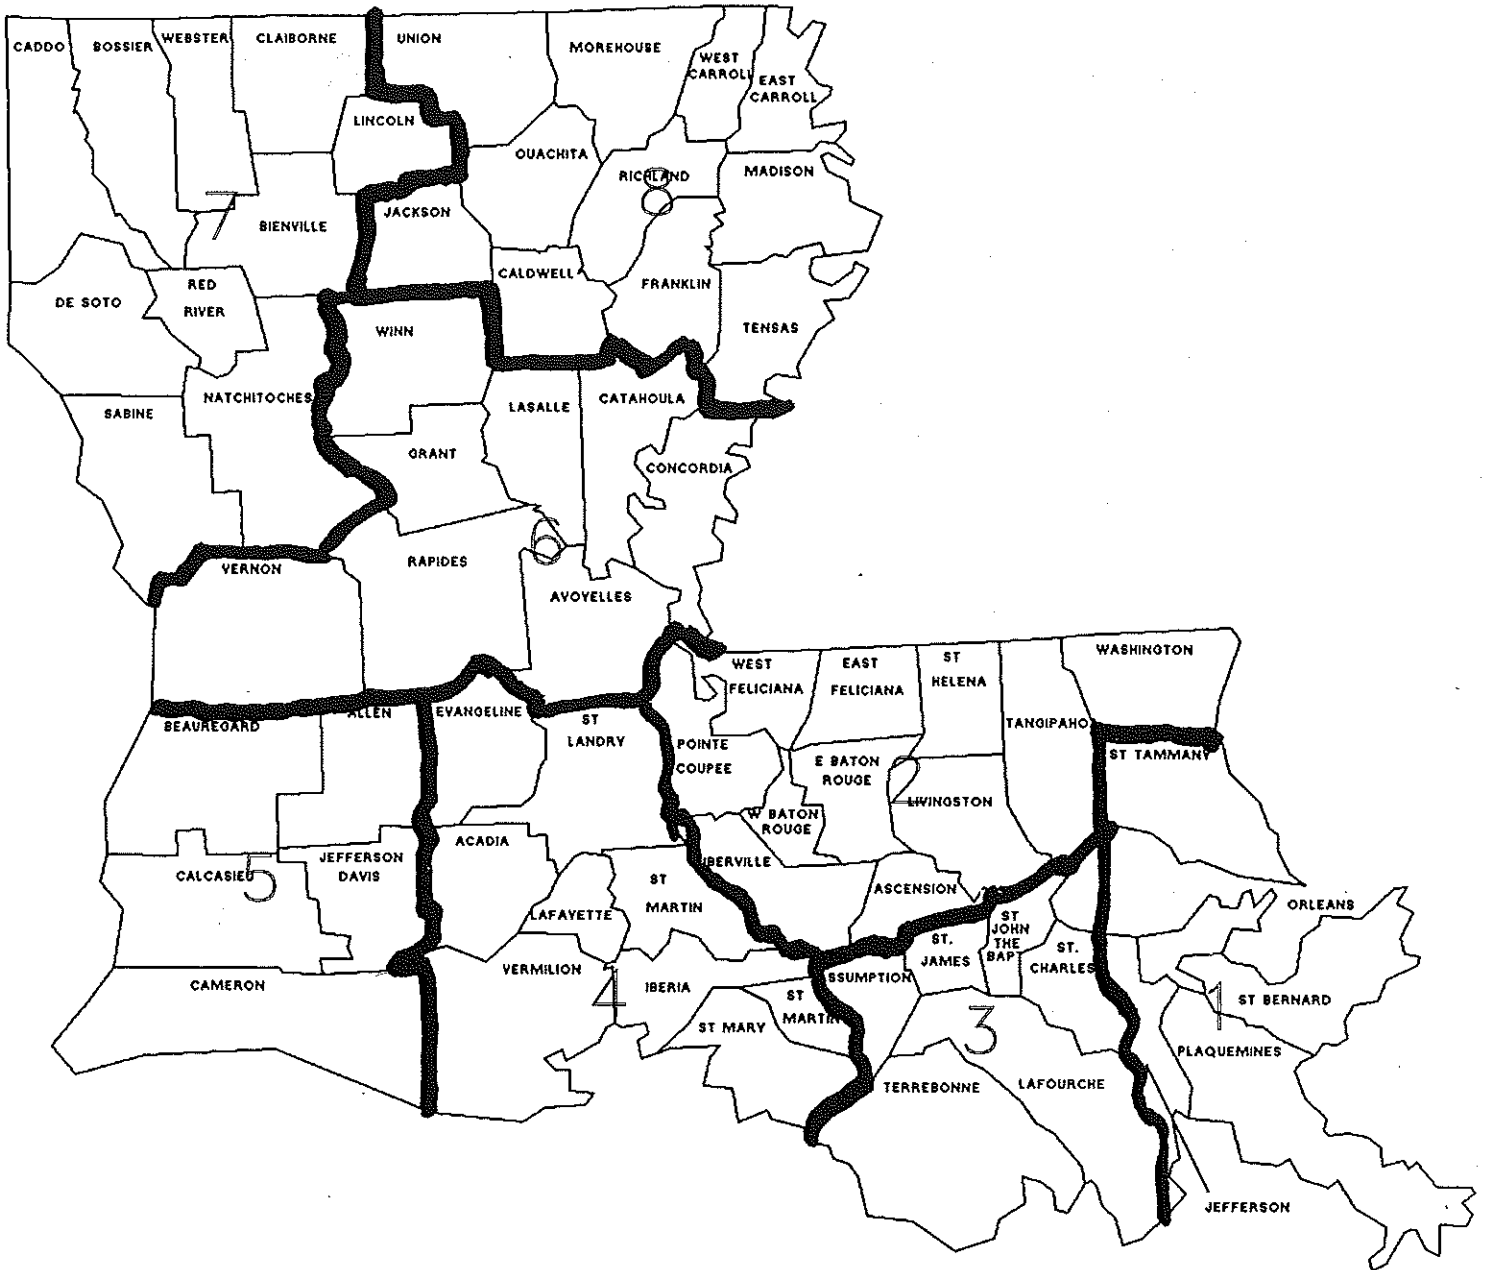 CADDO
BOSSIER
WEBSTER
CLAIBORNE
UNION
MOREHOUSE
WEST
CARROLL
EAST
CARROLL
LINCOLN
OUACHITA
RICHLAND
8
MADISON
7
BIENVILLE
JACKSON
CALDWELL
FRANKLIN
DE SOTO
RED
RIVER
WINN
TENSAS
SABINE
NATCHITOCHES
LASALLE
CATAHOULA
GRANT
CONCORDIA
6
VERNON
RAPIDES
AVOYELLES
WEST
FELICIANA
EAST
FELICIANA
ST
HELENA
WASHINGTON
BEAUREGARD
ALLEN
EVANGELINE
ST
LANDRY
TANGIPAHO
POINTE
COUPEE
E BATON
ROUGE
2
LIVINGSTON
ST TAMMANY
W BATON
ROUGE
ACADIA
JEFFERSON
DAVIS
CALCASIEU
5
IBERVILLE
ST
MARTIN
ASCENSION
LAFAYETTE
ST
JOHN
THE
BAPT
ORLEANS
ST.
JAMES
ST.
CHARLES
CAMERON
VERMILION
4
IBERIA
SSUMPTION
ST
MARTIN
ST MARY
3
1
ST BERNARD
PLAQUEMINES
TERREBONNE
LAFOURCHE
JEFFERSON